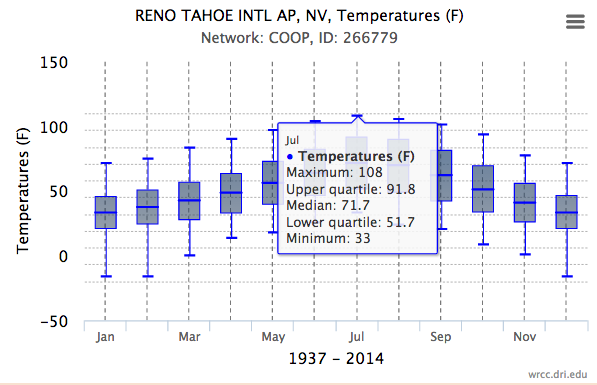 RENO TAHOE INTL AP, NV, Temperatures (F)
Network: COOP, ID: 266779
Temperatures (F)
150
100
50
0
−50
Jul
● Temperatures (F)
Maximum: 108
Upper quartile: 91.8
Median: 71.7
Lower quartile: 51.7
Minimum: 33
Jan Mar May Jul Sep Nov
1937 - 2014
wrcc.dri.edu